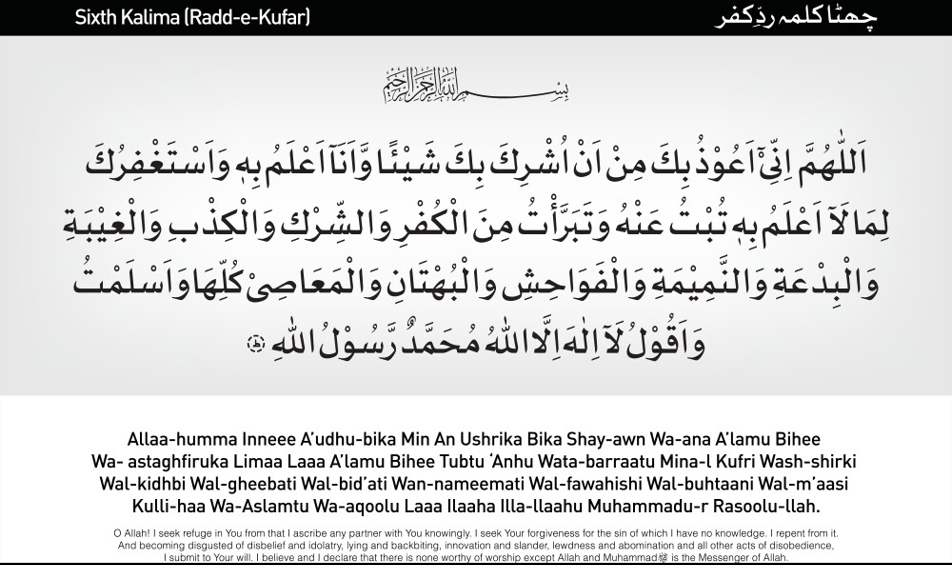 Sixth Kalima (Radd-e-Kufar)
چھٹا کلمہ ردِّ کفر
بِسْمِ اللهِ الرَّحْمٰنِ الرَّحِيْمِ
اَللّٰهُمَّ اِنِّیْۤ اَعُوْذُ بِكَ مِنْ اَنْ اُشْرِكَ بِكَ شَيْئًا وَّاَنَاۤ اَعْلَمُ بِهٖ وَاَسْتَغْفِرُكَ
لِمَا لَاۤ اَعْلَمُ بِهٖ تُبْتُ عَنْهُ وَتَبَرَّأْتُ مِنَ الْكُفْرِ وَالشِّرْكِ وَالْكِذْبِ وَالْغِيْبَةِ
وَالْبِدْعَةِ وَالنَّمِيْمَةِ وَالْفَوَاحِشِ وَالْبُهْتَانِ وَالْمَعَاصِیْ كُلِّهَا وَاَسْلَمْتُ
وَاَقُوْلُ لَاۤ اِلٰهَ اِلَّا اللهُ مُحَمَّدٌ رَّسُوْلُ اللهِ ؕ
Allaa-humma Inneee A’udhu-bika Min An Ushrika Bika Shay-awn Wa-ana A’lamu Bihee
Wa- astaghfiruka Limaa Laaa A’lamu Bihee Tubtu ‘Anhu Wata-barraatu Mina-l Kufri Wash-shirki
Wal-kidhbi Wal-gheebati Wal-bid’ati Wan-nameemati Wal-fawahishi Wal-buhtaani Wal-m’aasi
Kulli-haa Wa-Aslamtu Wa-aqoolu Laaa Ilaaha Illa-llaahu Muhammadu-r Rasoolu-llah.
O Allah! I seek refuge in You from that I ascribe any partner with You knowingly. I seek Your forgiveness for the sin of which I have no knowledge. I repent from it.
And becoming disgusted of disbelief and idolatry, lying and backbiting, innovation and slander, lewdness and abomination and all other acts of disobedience,
I submit to Your will. I believe and I declare that there is none worthy of worship except Allah and Muhammad ﷺ is the Messenger of Allah.